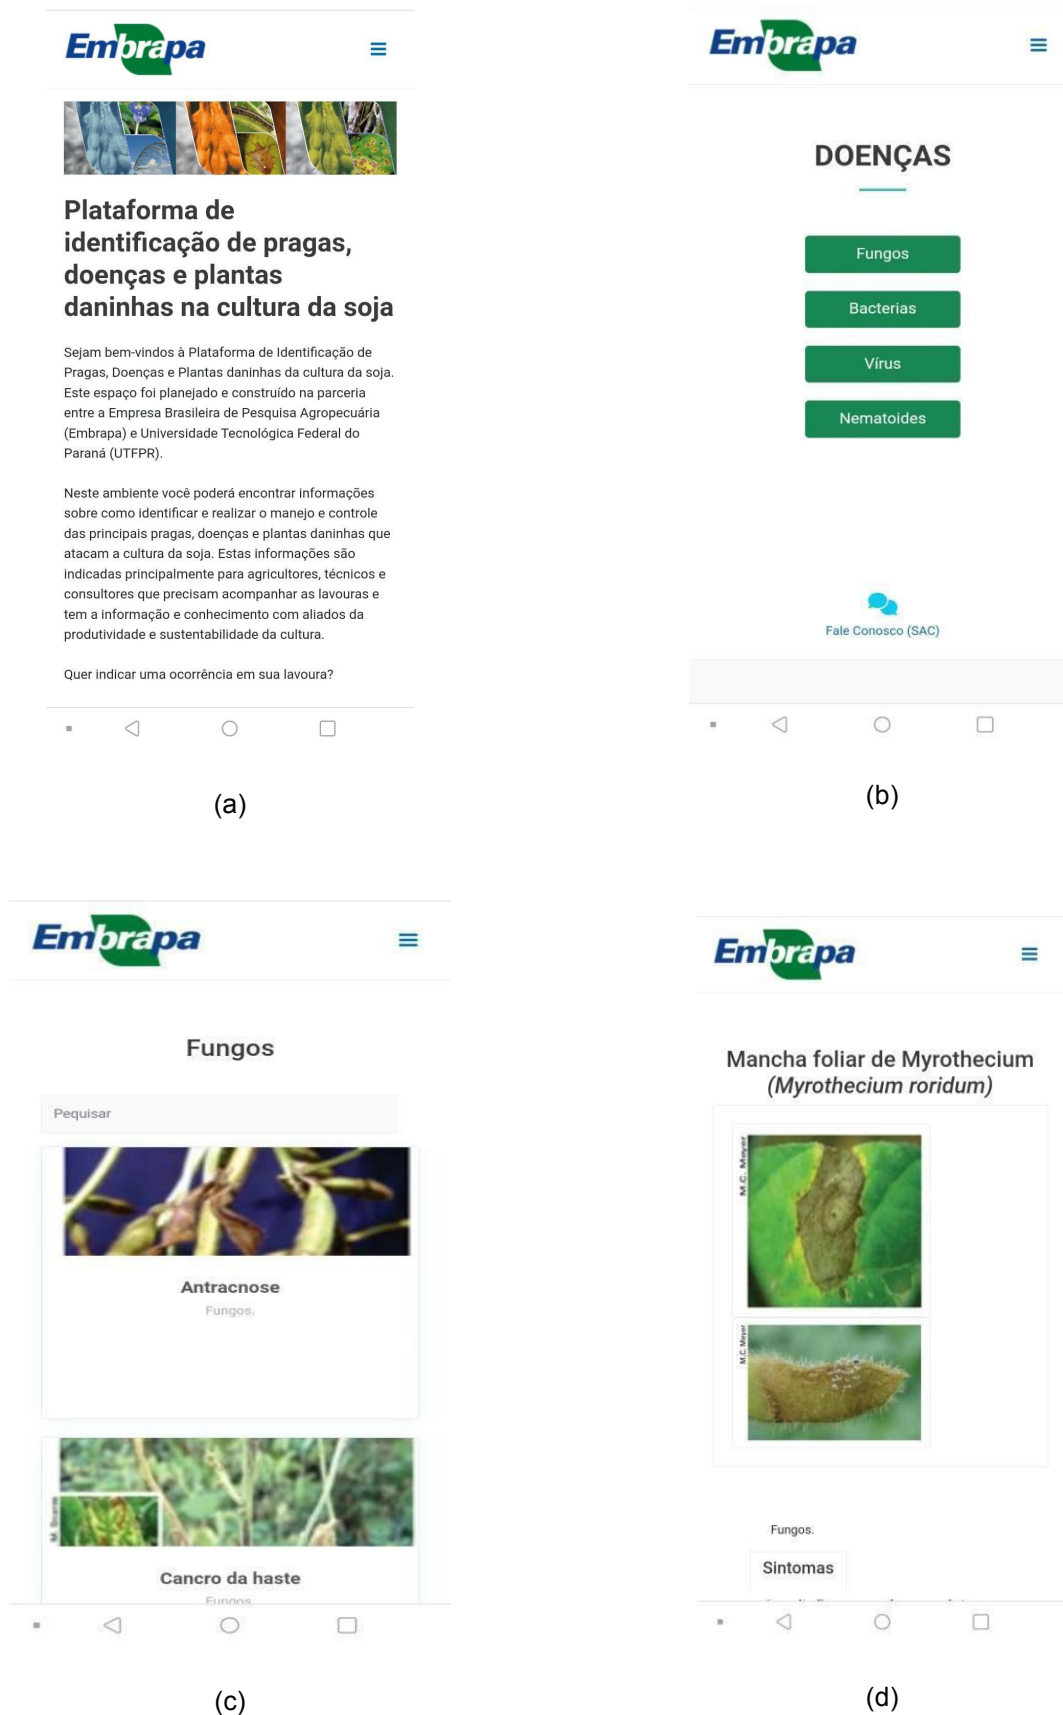 Embrapa
Plataforma de
identificação de pragas,
doenças e plantas
daninhas na cultura da soja
Sejam bem-vindos à Plataforma de Identificação de
Pragas, Doenças e Plantas daninhas da cultura da soja.
Este espaço foi planejado e construído na parceria
entre a Empresa Brasileira de Pesquisa Agropecuária
(Embrapa) e Universidade Tecnológica Federal do
Paraná (UTFPR).
Neste ambiente você poderá encontrar informações
sobre como identificar e realizar o manejo e controle
das principais pragas, doenças e plantas daninhas que
atacam a cultura da soja. Estas informações são
indicadas principalmente para agricultores, técnicos e
consultores que precisam acompanhar as lavouras e
tem a informação e conhecimento com aliados da
produtividade e sustentabilidade da cultura.
Quer indicar uma ocorrência em sua lavoura?
(a)
Embrapa
DOENÇAS
Fungos
Bacterias
Vírus
Nematoides
Fale Conosco (SAC)
(b)
Embrapa
Fungos
Pequisar
Antracnose
Fungos.
Cancro da haste
Fungos.
(c)
Embrapa
Mancha foliar de Myrothecium
(Myrothecium roridum)
M.C. Meyer
M.C. Meyer
Fungos.
Sintomas
(d)